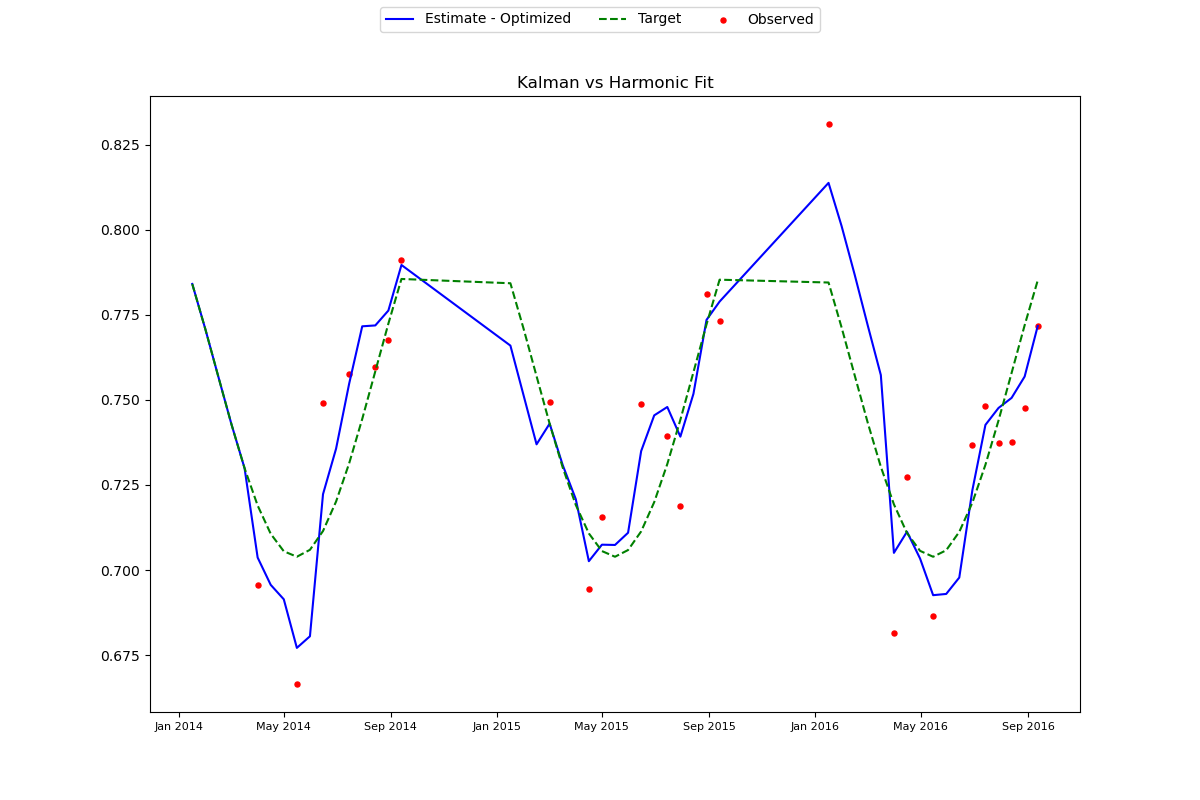 Estimate - Optimized Target Observed
Kalman vs Harmonic Fit
0.825
0.800
0.775
0.750
0.725
0.700
0.675
Jan 2014 May 2014 Sep 2014 Jan 2015 May 2015 Sep 2015 Jan 2016 May 2016 Sep 2016